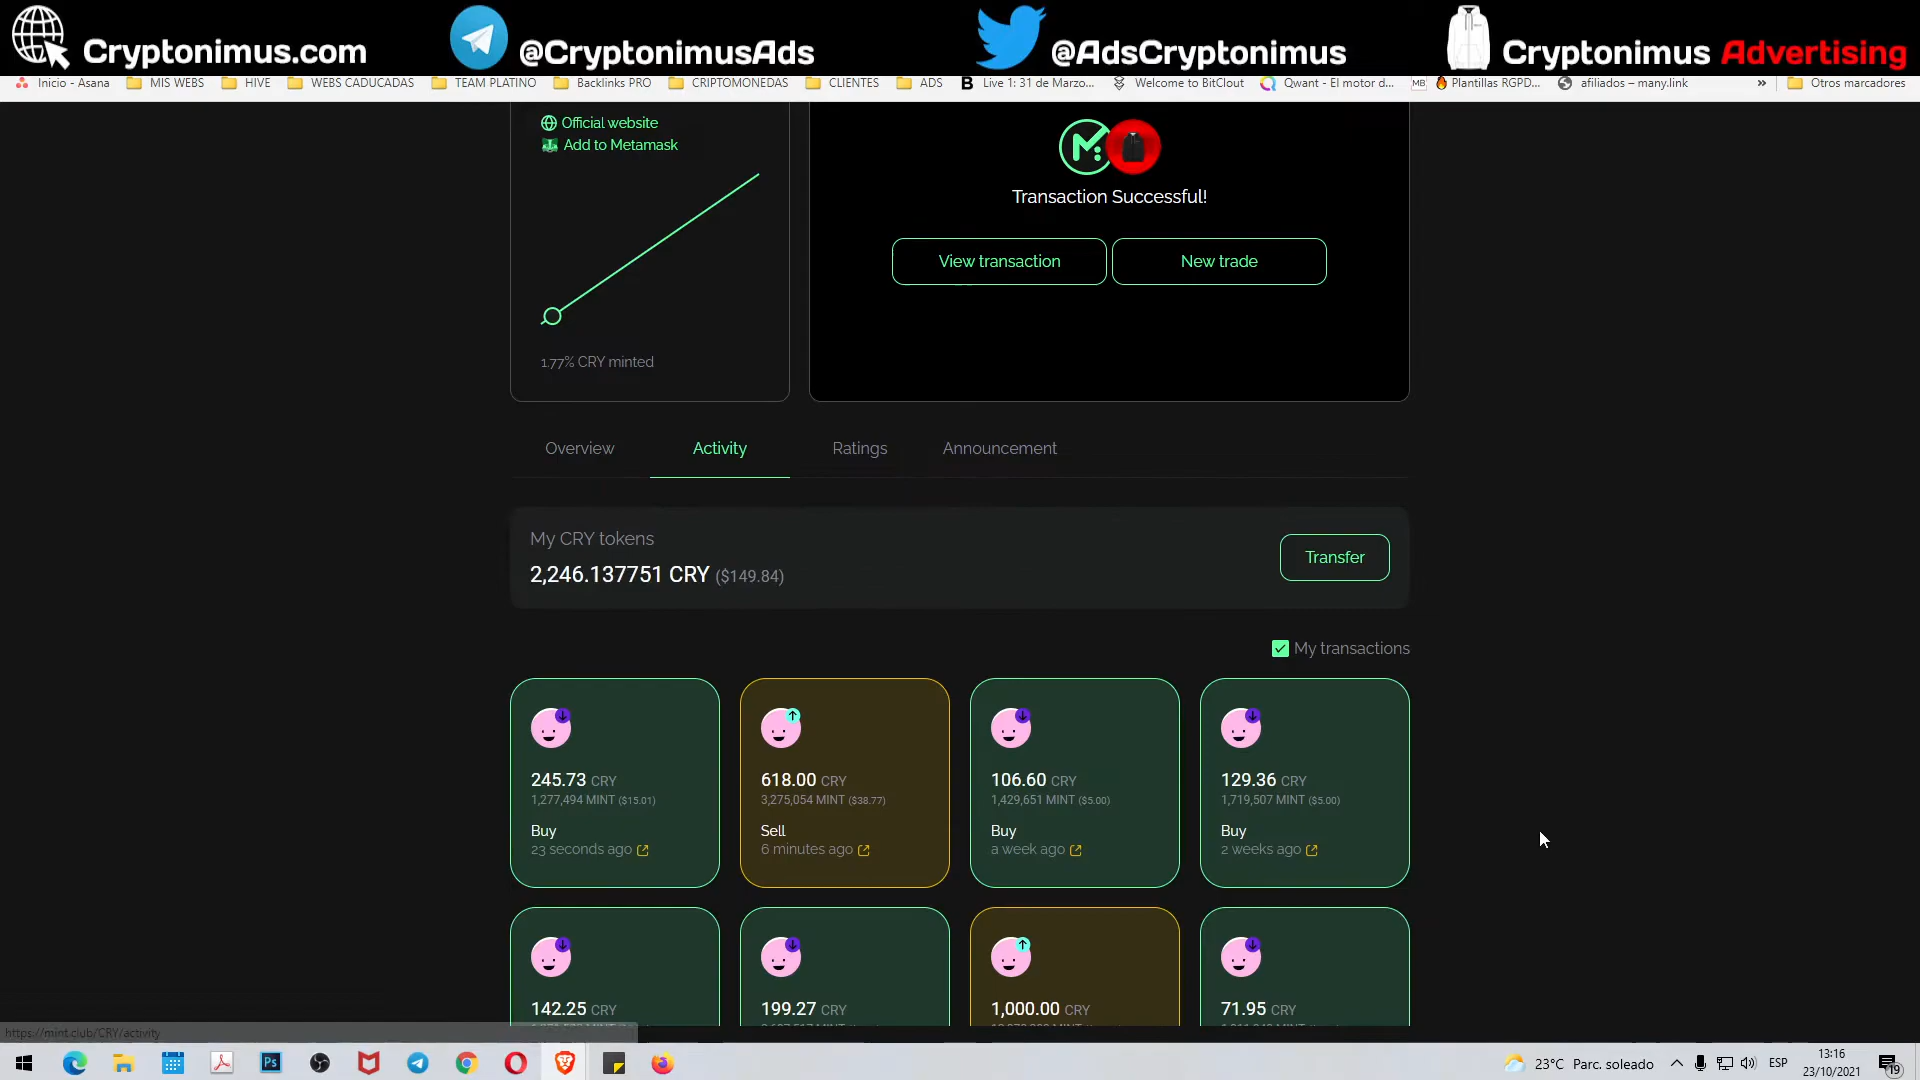 Cryptonimus.com
@CryptonimusAds
@AdsCryptonimus
Cryptonimus Advertising
Inicio - Asana
MIS WEBS
HIVE
WEBS CADUCADAS
TEAM PLATINO
Backlinks PRO
CRIPTOMONEDAS
CLIENTES
ADS
B
Live 1: 31 de Marzo...
Welcome to BitClout
Qwant - El motor d...
MB
Plantillas RGPD...
afiliados – many.link
»
Otros marcadores
Official website
Add to Metamask
1.77% CRY minted
Transaction Successful!
View transaction
New trade
Overview
Activity
Ratings
Announcement
My CRY tokens
2,246.137751 CRY ($149.84)
Transfer
My transactions
245.73 CRY
1,277,494 MINT ($15.01)
Buy
23 seconds ago
618.00 CRY
3,275,054 MINT ($38.77)
Sell
6 minutes ago
106.60 CRY
1,429,651 MINT ($5.00)
Buy
a week ago
129.36 CRY
1,719,507 MINT ($5.00)
Buy
2 weeks ago
142.25 CRY
199.27 CRY
1,000.00 CRY
71.95 CRY
https://mint.club/CRY/activity
Ps
23°C Parc. soleado
ESP
13:16
23/10/2021
19